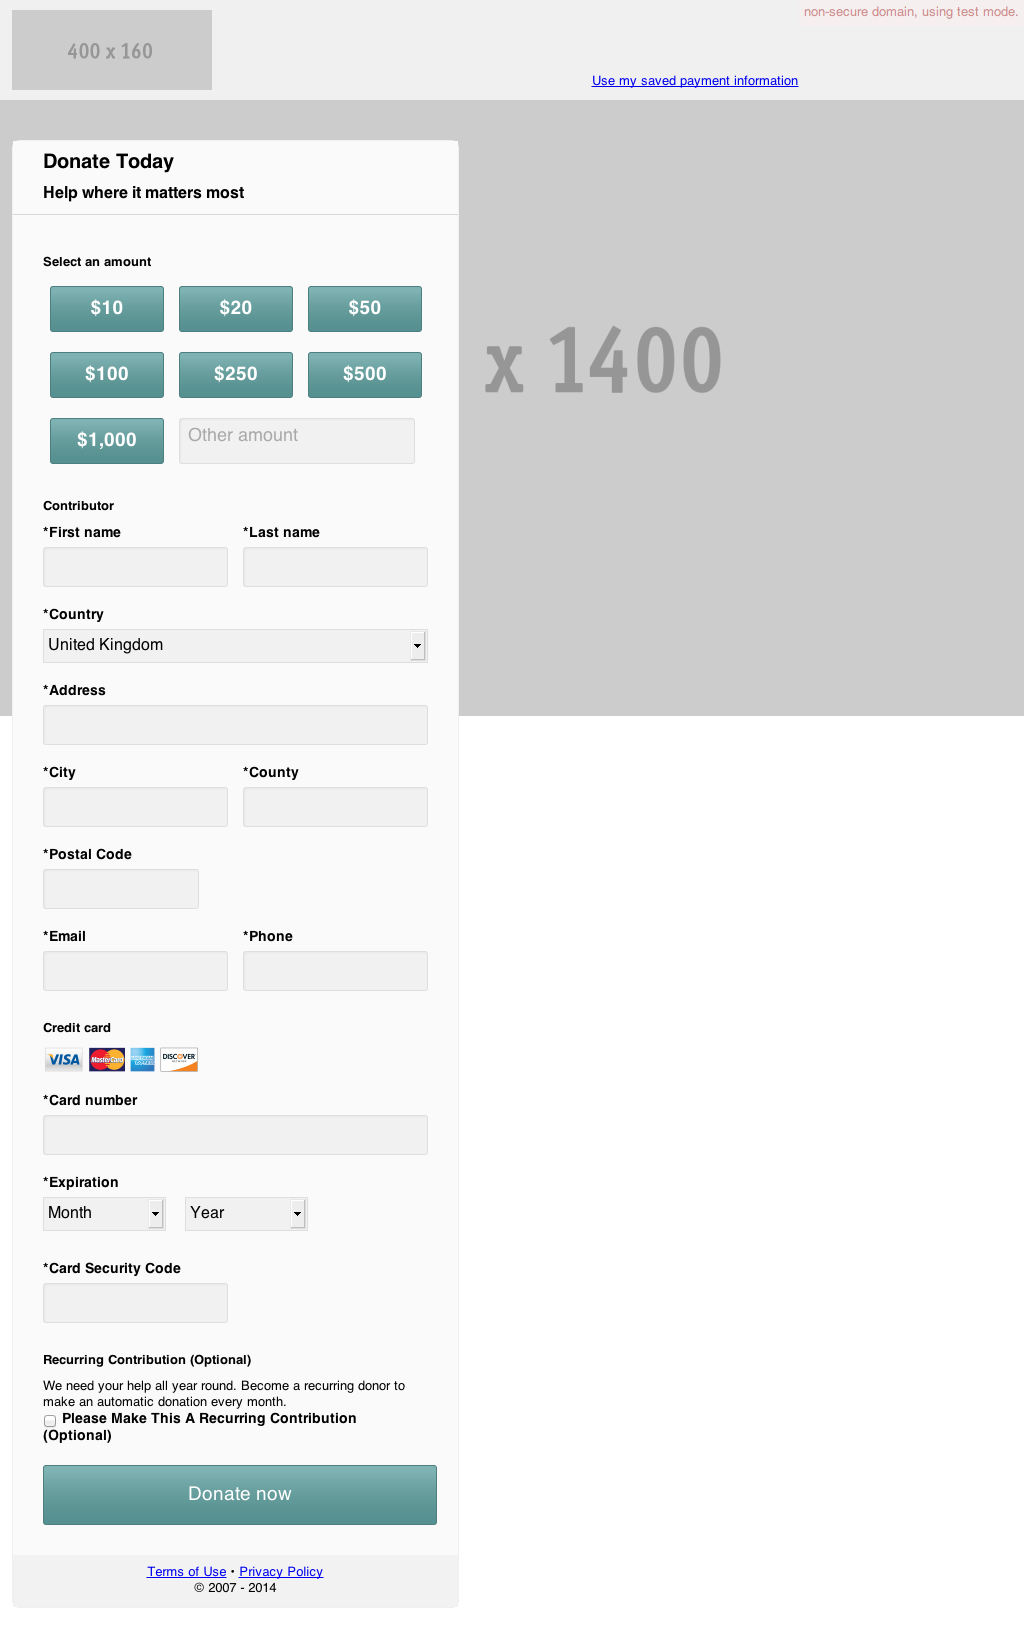 non-secure domain, using test mode.
400 x 160
Use my saved payment information
Donate Today
Help where it matters most
x 1400
Select an amount
$10 $20 $50
$100 $250 $500
$1,000 Other amount
Contributor
*First name *Last name
*Country
United Kingdom
*Address
*City *County
*Postal Code
*Email *Phone
Credit card
VISA MasterCard AMERICAN EXPRESS DISCOVER
*Card number
*Expiration
Month Year
*Card Security Code
Recurring Contribution (Optional)
We need your help all year round. Become a recurring donor to
make an automatic donation every month.
Please Make This A Recurring Contribution
(Optional)
Donate now
Terms of Use • Privacy Policy
© 2007 - 2014